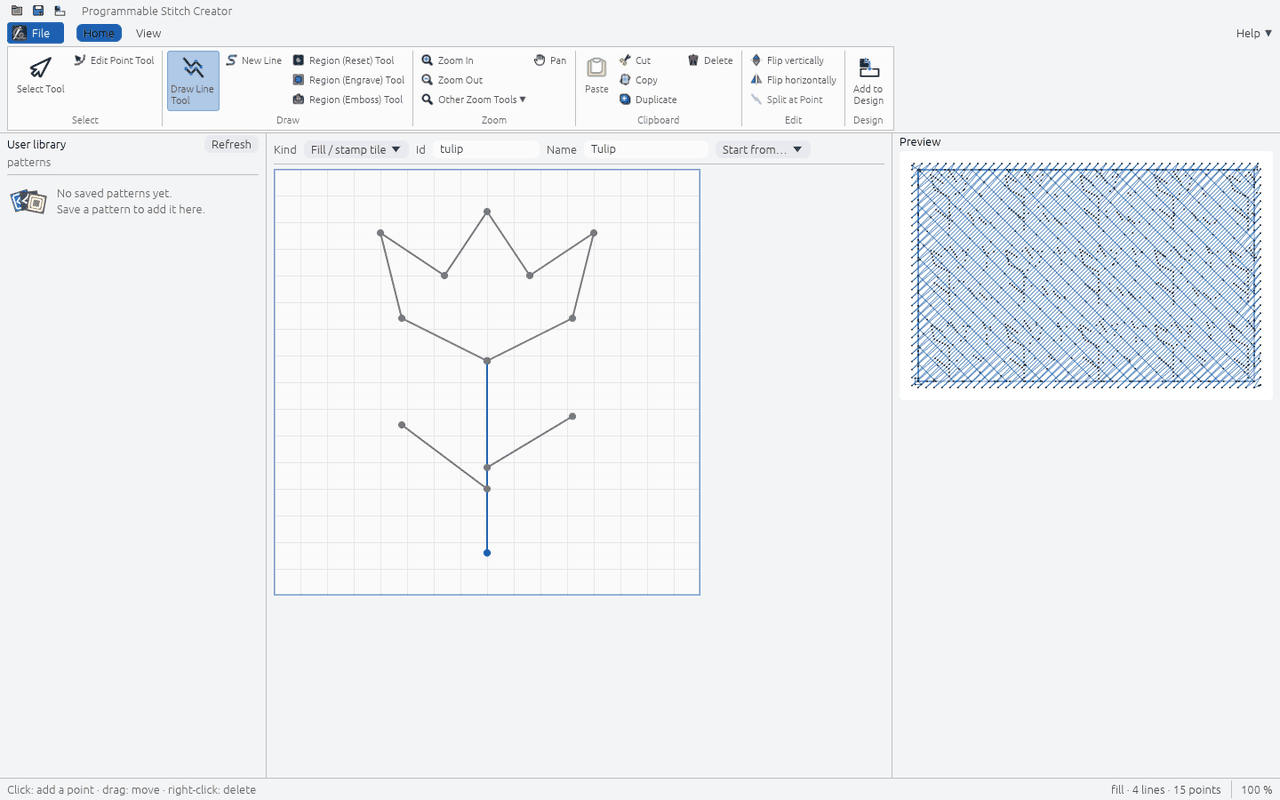 Programmable Stitch Creator
File
Home
View
Help
Select Tool
Edit Point Tool
Select
Draw Line Tool
New Line
Region (Reset) Tool
Region (Engrave) Tool
Region (Emboss) Tool
Draw
Zoom In
Zoom Out
Other Zoom Tools
Pan
Zoom
Paste
Cut
Copy
Duplicate
Delete
Clipboard
Flip vertically
Flip horizontally
Split at Point
Edit
Add to Design
Design
User library
Refresh
patterns
No saved patterns yet.
Save a pattern to add it here.
Kind Fill / stamp tile Id tulip Name Tulip Start from…
Preview
Click: add a point · drag: move · right-click: delete
fill · 4 lines · 15 points
100 %